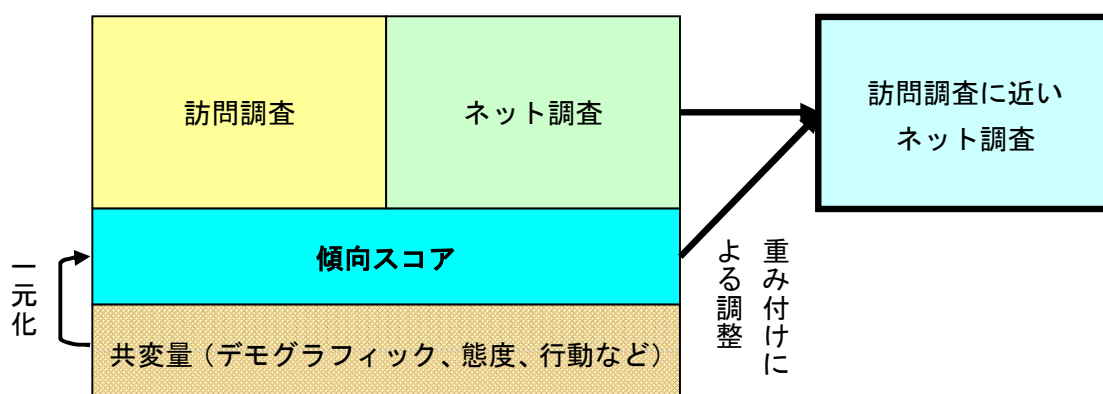 訪問調査
ネット調査
訪問調査に近い
ネット調査
傾向スコア
一元化
共変量（デモグラフィック、態度、行動など）
重み付けに
よる調整